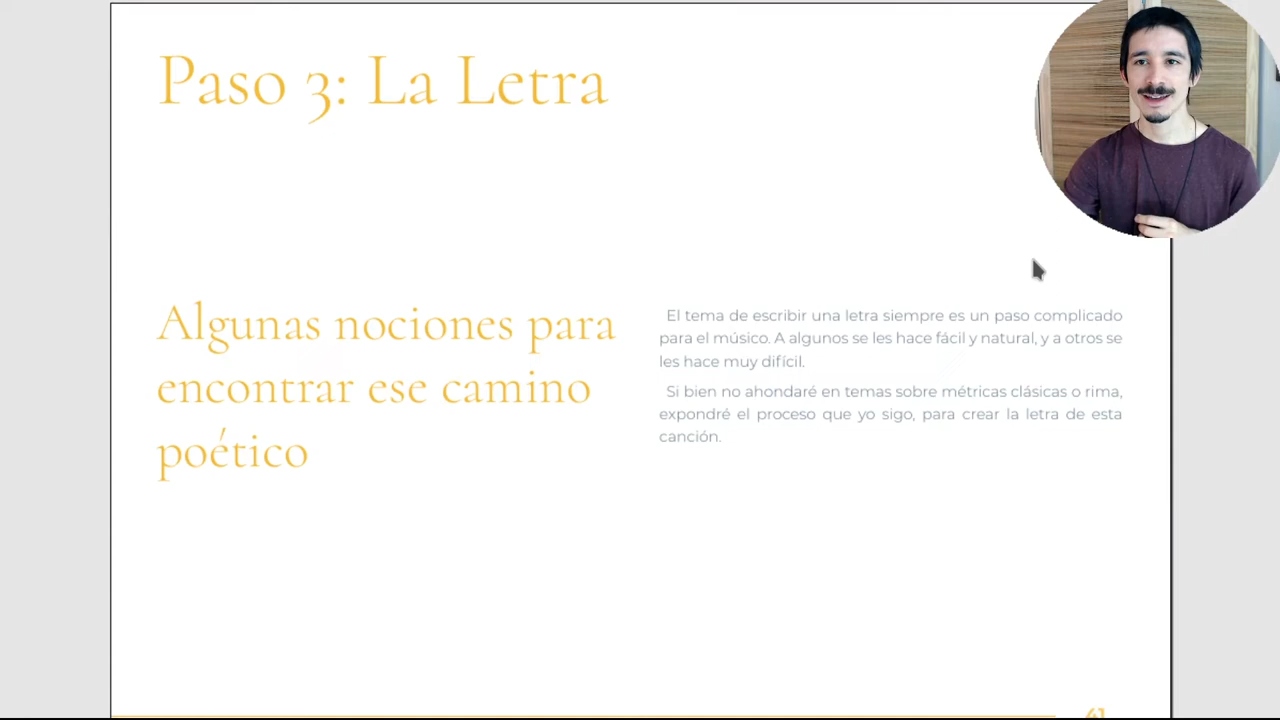 Paso 3: La Letra
Algunas nociones para
encontrar ese camino
poético
El tema de escribir una letra siempre es un paso complicado
para el músico. A algunos se les hace fácil y natural, y a otros se
les hace muy difícil.
Si bien no ahondaré en temas sobre métricas clásicas o rima,
expondré el proceso que yo sigo, para crear la letra de esta
canción.